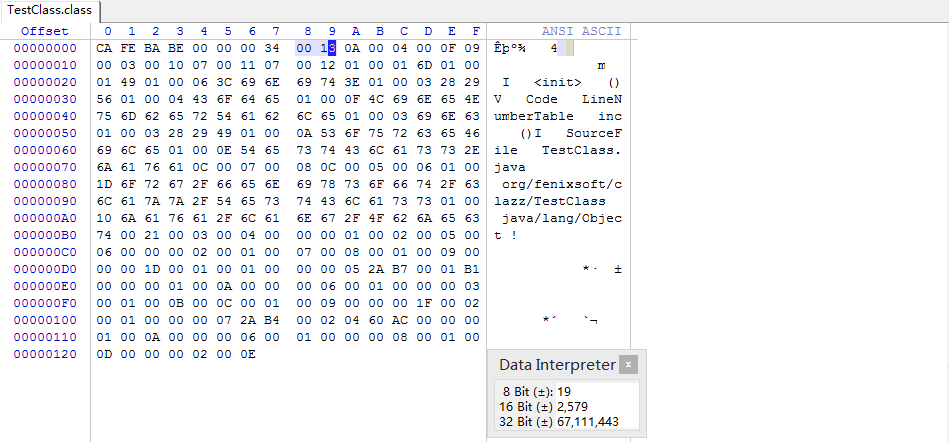 TestClass.class
Offset 0 1 2 3 4 5 6 7 8 9 A B C D E F ANSI ASCII
00000000 CA FE BA BE 00 00 00 34 00 13 0A 00 04 00 0F 09 Êþº¾ 4
00000010 00 03 00 10 07 00 11 07 00 12 01 00 01 6D 01 00 m
00000020 01 49 01 00 06 3C 69 6E 69 74 3E 01 00 03 28 29 I <init> ()
00000030 56 01 00 04 43 6F 64 65 01 00 0F 4C 69 6E 65 4E V Code LineN
00000040 75 6D 62 65 72 54 61 62 6C 65 01 00 03 69 6E 63 umberTable inc
00000050 01 00 03 28 29 49 01 00 0A 53 6F 75 72 63 65 46 ()I SourceF
00000060 69 6C 65 01 00 0E 54 65 73 74 43 6C 61 73 73 2E ile TestClass.
00000070 6A 61 76 61 0C 00 07 00 08 0C 00 05 00 06 01 00 java
00000080 1D 6F 72 67 2F 66 65 6E 69 78 73 6F 66 74 2F 63 org/fenixsoft/c
00000090 6C 61 7A 7A 2F 54 65 73 74 43 6C 61 73 73 01 00 lazz/TestClass
000000A0 10 6A 61 76 61 2F 6C 61 6E 67 2F 4F 62 6A 65 63 java/lang/Objec
000000B0 74 00 21 00 03 00 04 00 00 00 01 00 02 00 05 00 t !
000000C0 06 00 00 00 02 00 01 00 07 00 08 00 01 00 09 00
000000D0 00 00 1D 00 01 00 01 00 00 00 05 2A B7 00 01 B1 *· ±
000000E0 00 00 00 01 00 0A 00 00 00 06 00 01 00 00 00 03
000000F0 00 01 00 0B 00 0C 00 01 00 09 00 00 00 1F 00 02
00000100 00 01 00 00 00 07 2A B4 00 02 04 60 AC 00 00 00 *´ `¬
00000110 01 00 0A 00 00 00 06 00 01 00 00 00 08 00 01 00
00000120 0D 00 00 00 02 00 0E
Data Interpreter ×
8 Bit (±): 19
16 Bit (±) 2,579
32 Bit (±) 67,111,443